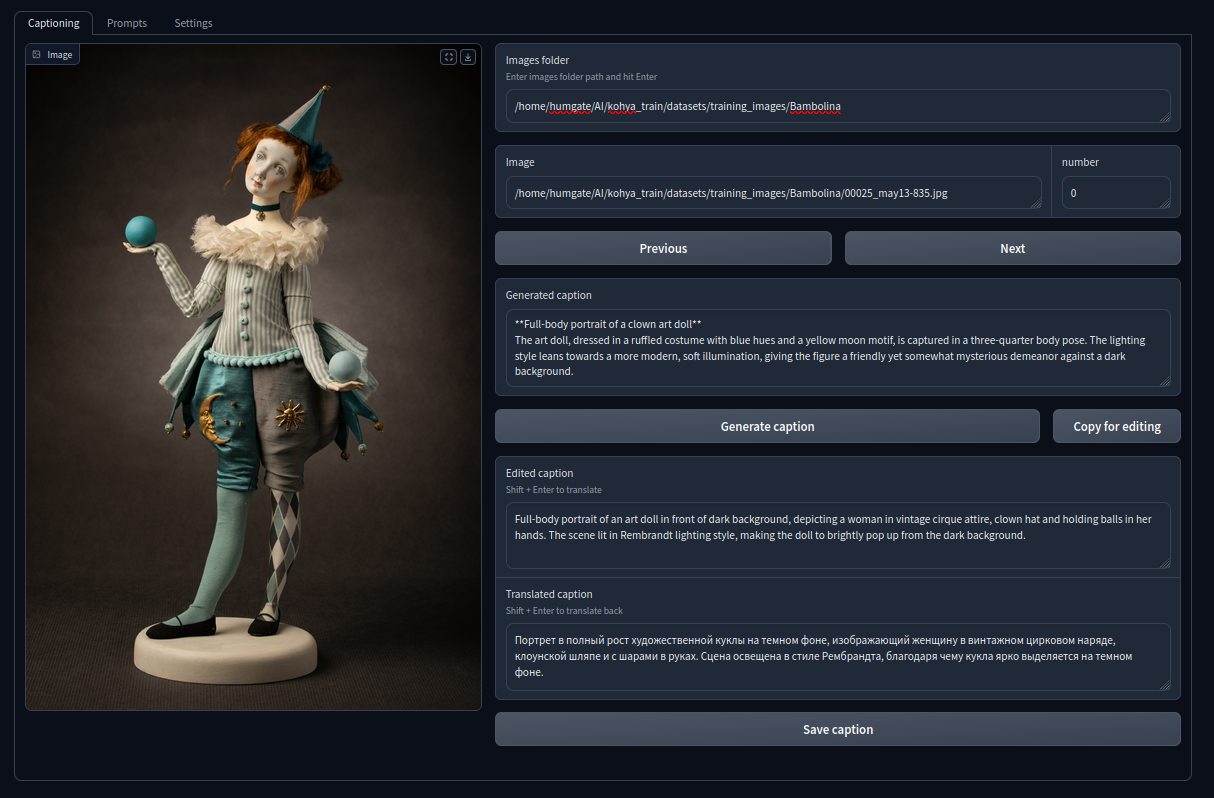 Captioning
Prompts
Settings
Image
Images folder
Enter images folder path and hit Enter
/home/humgate/AI/kohya_train/datasets/training_images/Bambolina
Image
number
/home/humgate/AI/kohya_train/datasets/training_images/Bambolina/00025_may13-835.jpg
0
Previous
Next
Generated caption
**Full-body portrait of a clown art doll**
The art doll, dressed in a ruffled costume with blue hues and a yellow moon motif, is captured in a three-quarter body pose. The lighting
style leans towards a more modern, soft illumination, giving the figure a friendly yet somewhat mysterious demeanor against a dark
background.
Generate caption
Copy for editing
Edited caption
Shift + Enter to translate
Full-body portrait of an art doll in front of dark background, depicting a woman in vintage cirque attire, clown hat and holding balls in her
hands. The scene lit in Rembrandt lighting style, making the doll to brightly pop up from the dark background.
Translated caption
Shift + Enter to translate back
Портрет в полный рост художественной куклы на темном фоне, изображающий женщину в винтажном цирковом наряде,
клоунской шляпе и с шарами в руках. Сцена освещена в стиле Рембрандта, благодаря чему кукла ярко выделяется на темном
фоне.
Save caption